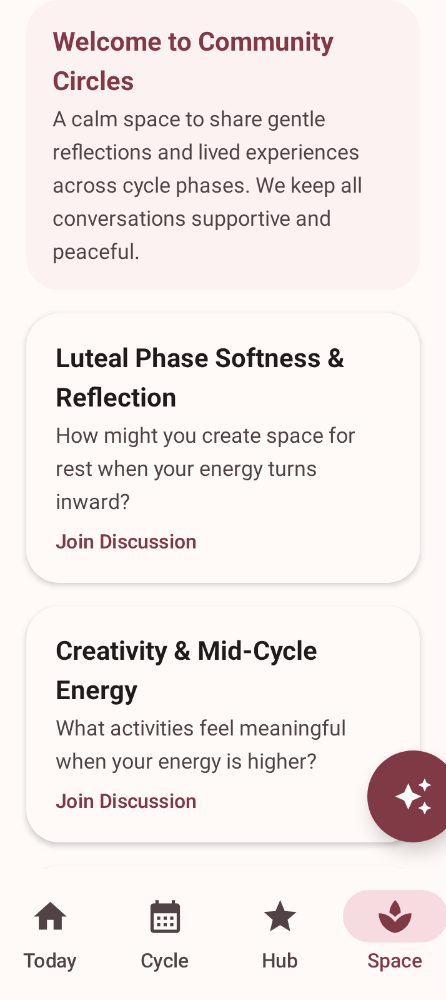 Welcome to Community
Circles
A calm space to share gentle
reflections and lived experiences
across cycle phases. We keep all
conversations supportive and
peaceful.
Luteal Phase Softness &
Reflection
How might you create space for
rest when your energy turns
inward?
Join Discussion
Creativity & Mid-Cycle
Energy
What activities feel meaningful
when your energy is higher?
Join Discussion
Today
Cycle
Hub
Space